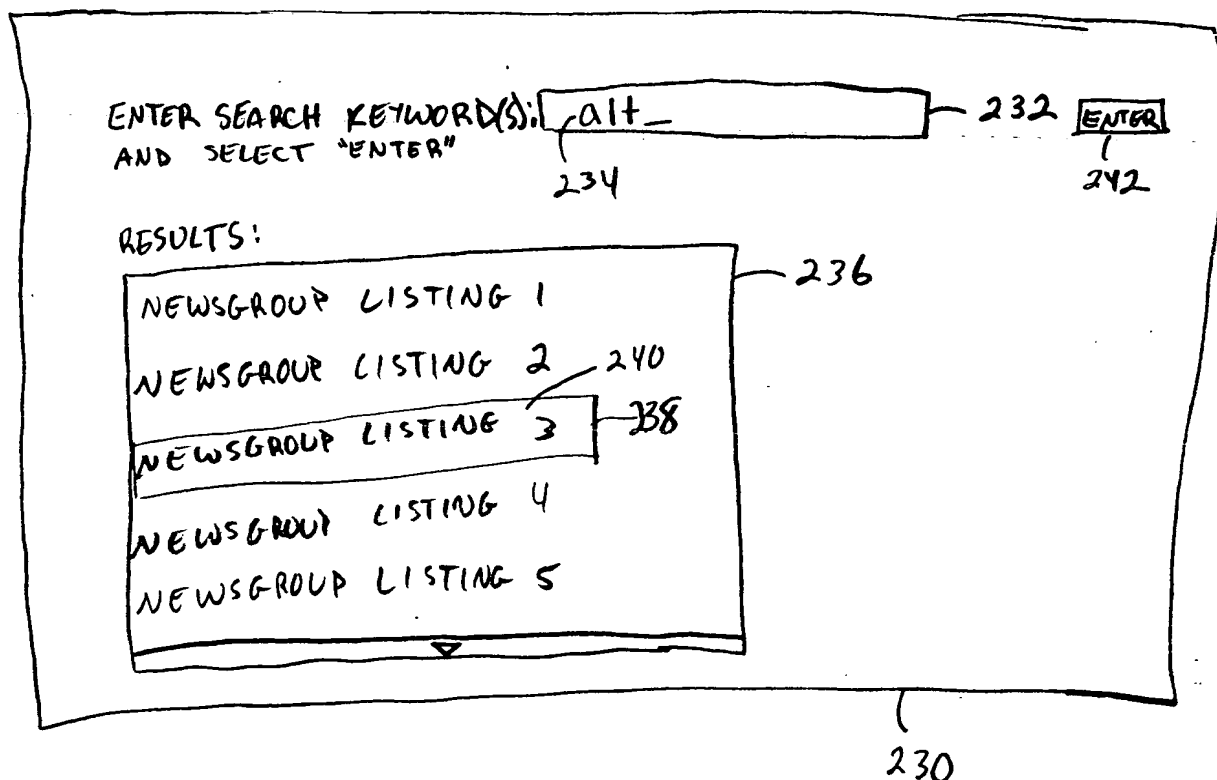 ENTER SEARCH KEYWORD(S): alt_ 232 ENTER
AND SELECT "ENTER"
234 242
RESULTS:
236
NEWSGROUP LISTING 1
NEWSGROUP LISTING 2 240
NEWSGROUP LISTING 3 238
NEWSGROUP LISTING 4
NEWSGROUP LISTING 5
230